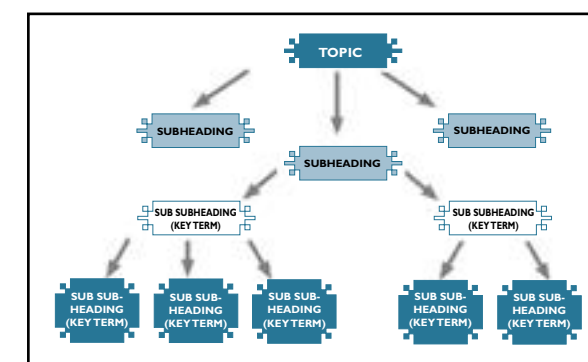 TOPIC
SUBHEADING
SUBHEADING
SUBHEADING
SUB SUBHEADING
(KEY TERM)
SUB SUBHEADING
(KEY TERM)
SUB SUB-
HEADING
(KEY TERM)
SUB SUB-
HEADING
(KEY TERM)
SUB SUB-
HEADING
(KEY TERM)
SUB SUB-
HEADING
(KEY TERM)
SUB SUB-
HEADING
(KEY TERM)